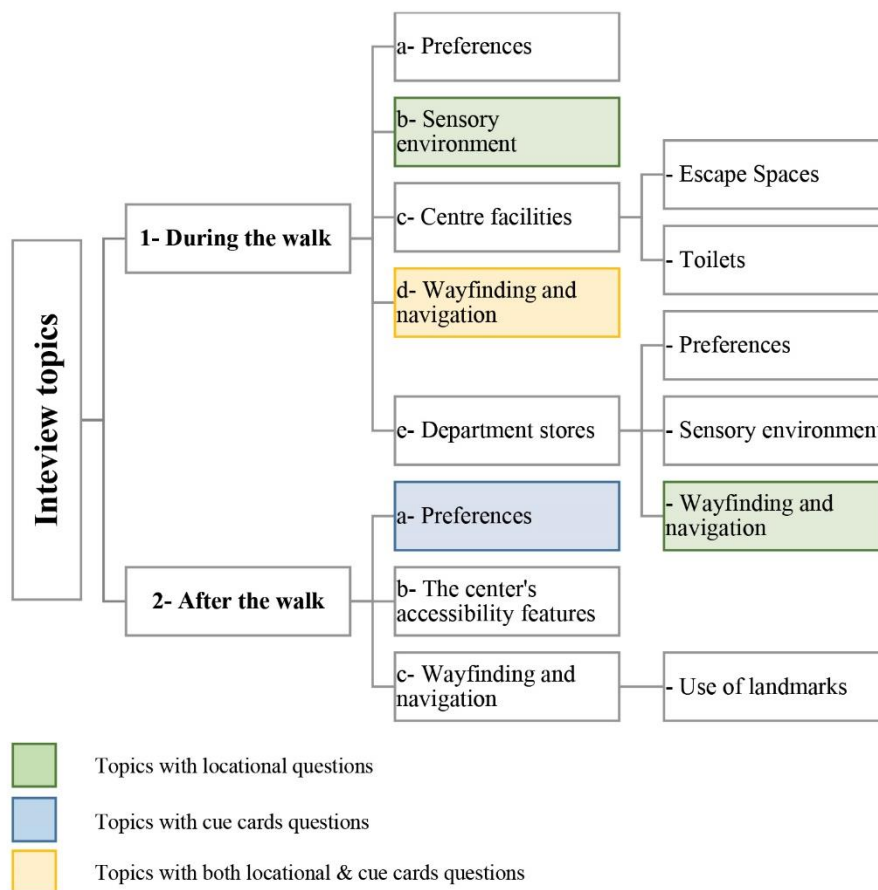 Inteview topics
1- During the walk
a- Preferences
b- Sensory
environment
c- Centre facilities
- Escape Spaces
- Toilets
d- Wayfinding and
navigation
e- Department stores
- Preferences
- Sensory environment
- Wayfinding and
navigation
2- After the walk
a- Preferences
b- The center's
accessibility features
c- Wayfinding and
navigation
- Use of landmarks
Topics with locational questions
Topics with cue cards questions
Topics with both locational & cue cards questions